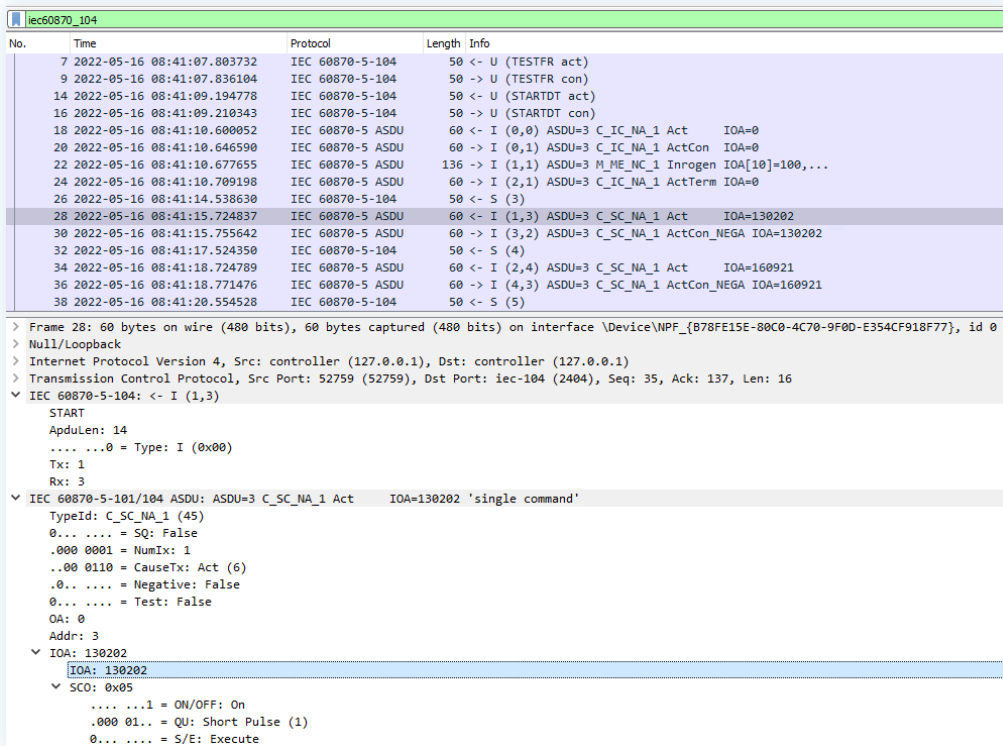 iec60870_104
No. Time Protocol Length Info
7 2022-05-16 08:41:07.803732 IEC 60870-5-104 50 <- U (TESTFR act)
9 2022-05-16 08:41:07.836104 IEC 60870-5-104 50 -> U (TESTFR con)
14 2022-05-16 08:41:09.194778 IEC 60870-5-104 50 <- U (STARTDT act)
16 2022-05-16 08:41:09.210343 IEC 60870-5-104 50 -> U (STARTDT con)
18 2022-05-16 08:41:10.600052 IEC 60870-5 ASDU 60 <- I (0,0) ASDU=3 C_IC_NA_1 Act IOA=0
20 2022-05-16 08:41:10.646590 IEC 60870-5 ASDU 60 -> I (0,1) ASDU=3 C_IC_NA_1 ActCon IOA=0
22 2022-05-16 08:41:10.677655 IEC 60870-5 ASDU 136 -> I (1,1) ASDU=3 M_ME_NC_1 Inrogen IOA[10]=100,...
24 2022-05-16 08:41:10.709198 IEC 60870-5 ASDU 60 -> I (2,1) ASDU=3 C_IC_NA_1 ActTerm IOA=0
26 2022-05-16 08:41:14.538630 IEC 60870-5-104 50 <- S (3)
28 2022-05-16 08:41:15.724837 IEC 60870-5 ASDU 60 <- I (1,3) ASDU=3 C_SC_NA_1 Act IOA=130202
30 2022-05-16 08:41:15.755642 IEC 60870-5 ASDU 60 -> I (3,2) ASDU=3 C_SC_NA_1 ActCon_NEGA IOA=130202
32 2022-05-16 08:41:17.524350 IEC 60870-5-104 50 <- S (4)
34 2022-05-16 08:41:18.724789 IEC 60870-5 ASDU 60 <- I (2,4) ASDU=3 C_SC_NA_1 Act IOA=160921
36 2022-05-16 08:41:18.771476 IEC 60870-5 ASDU 60 -> I (4,3) ASDU=3 C_SC_NA_1 ActCon_NEGA IOA=160921
38 2022-05-16 08:41:20.554528 IEC 60870-5-104 50 <- S (5)
Frame 28: 60 bytes on wire (480 bits), 60 bytes captured (480 bits) on interface \Device\NPF_{B78FE15E-80C0-4C70-9F0D-E354CF918F77}, id 0
Null/Loopback
Internet Protocol Version 4, Src: controller (127.0.0.1), Dst: controller (127.0.0.1)
Transmission Control Protocol, Src Port: 52759 (52759), Dst Port: iec-104 (2404), Seq: 35, Ack: 137, Len: 16
IEC 60870-5-104: <- I (1,3)
START
ApduLen: 14
.... ...0 = Type: I (0x00)
Tx: 1
Rx: 3
IEC 60870-5-101/104 ASDU: ASDU=3 C_SC_NA_1 Act IOA=130202 'single command'
TypeId: C_SC_NA_1 (45)
0... .... = SQ: False
.000 0001 = NumIx: 1
..00 0110 = CauseTx: Act (6)
.0.. .... = Negative: False
0... .... = Test: False
OA: 0
Addr: 3
IOA: 130202
IOA: 130202
SCO: 0x05
.... ...1 = ON/OFF: On
.000 01.. = QU: Short Pulse (1)
0... .... = S/E: Execute